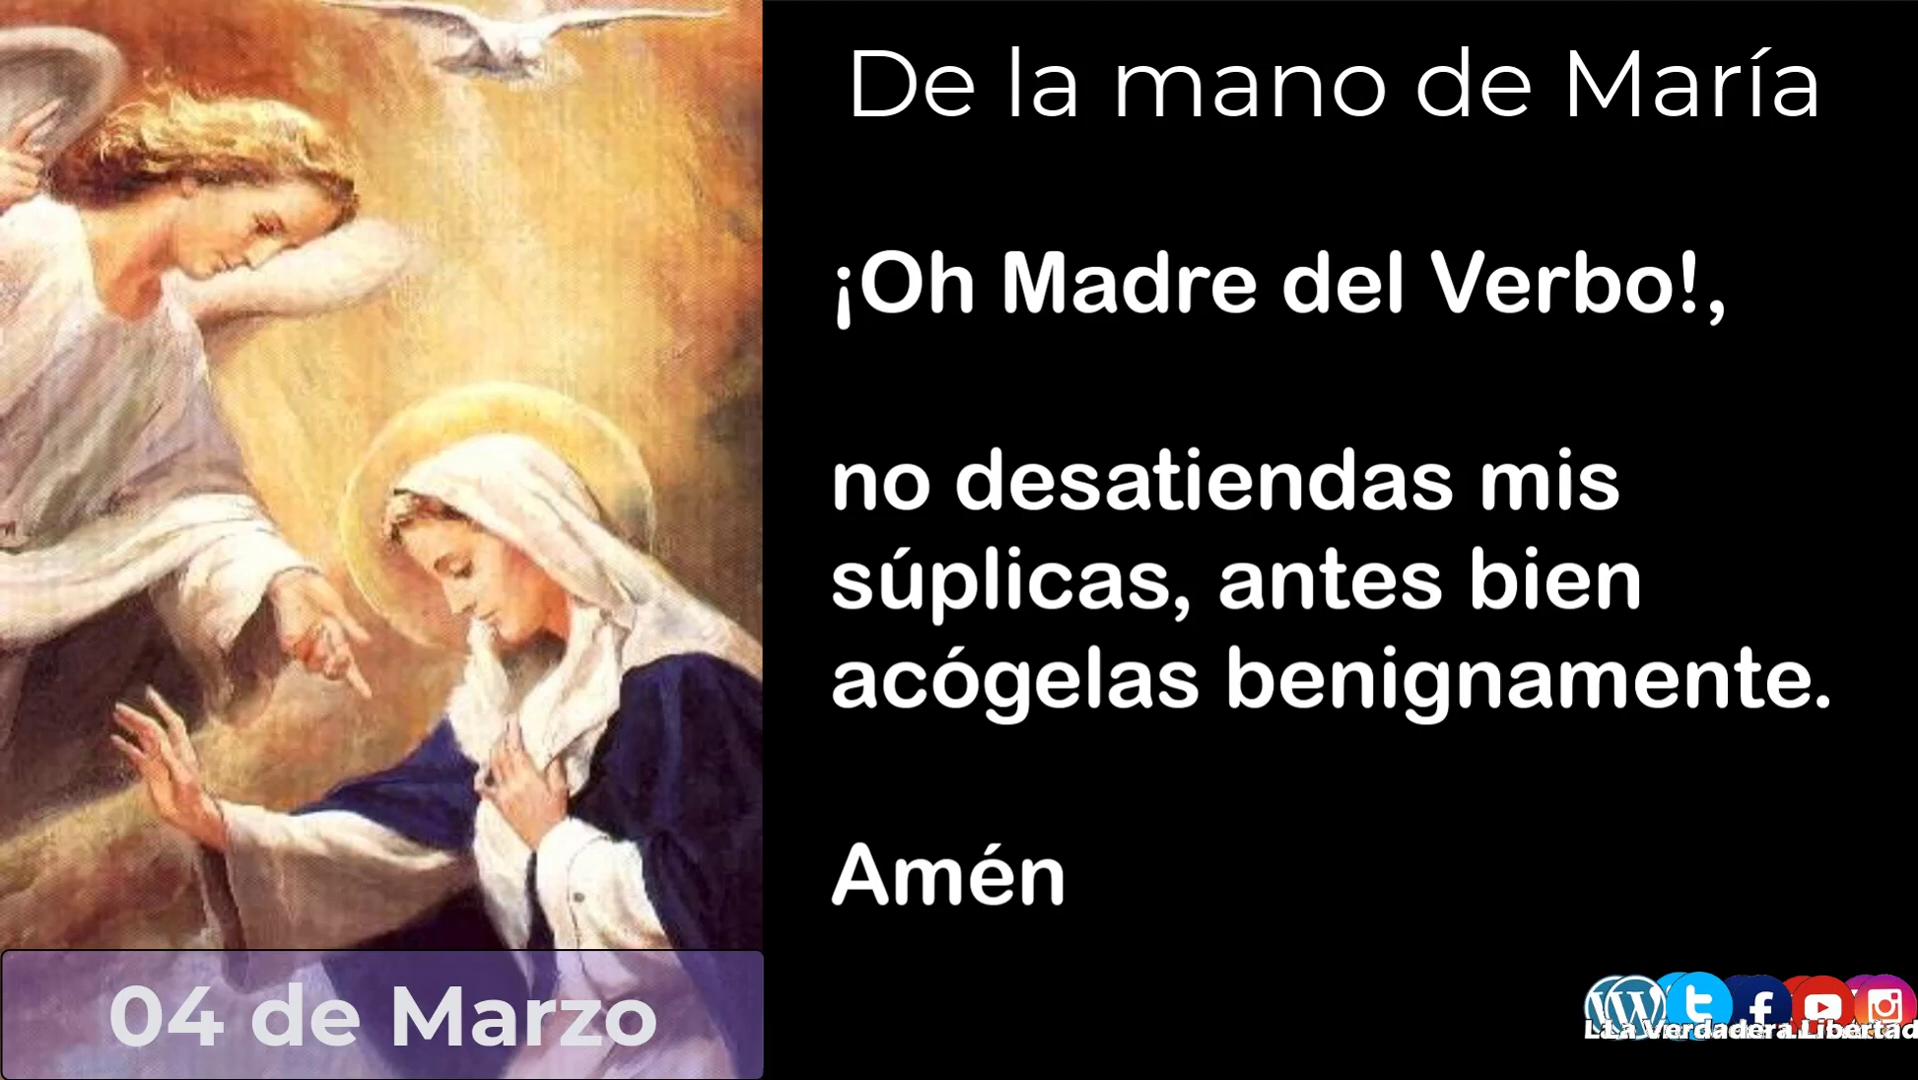 De la mano de María
¡Oh Madre del Verbo!,
no desatiendas mis
súplicas, antes bien
acógelas benignamente.
Amén
04 de Marzo
La Verdadera Libertad